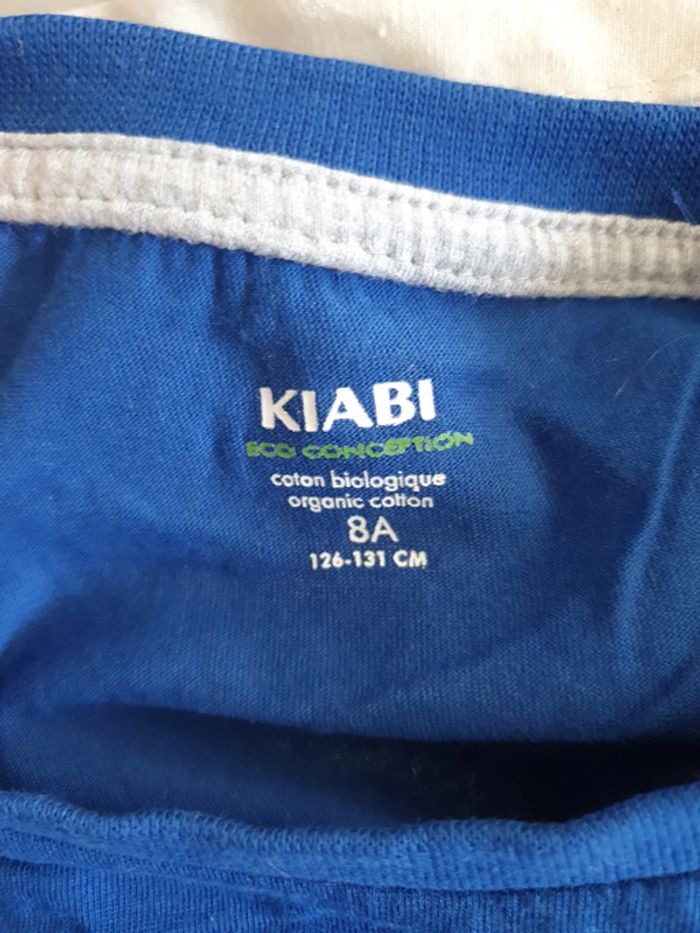 KIABI
ECO CONCEPTION
coton biologique
organic cotton
8A
126-131 CM